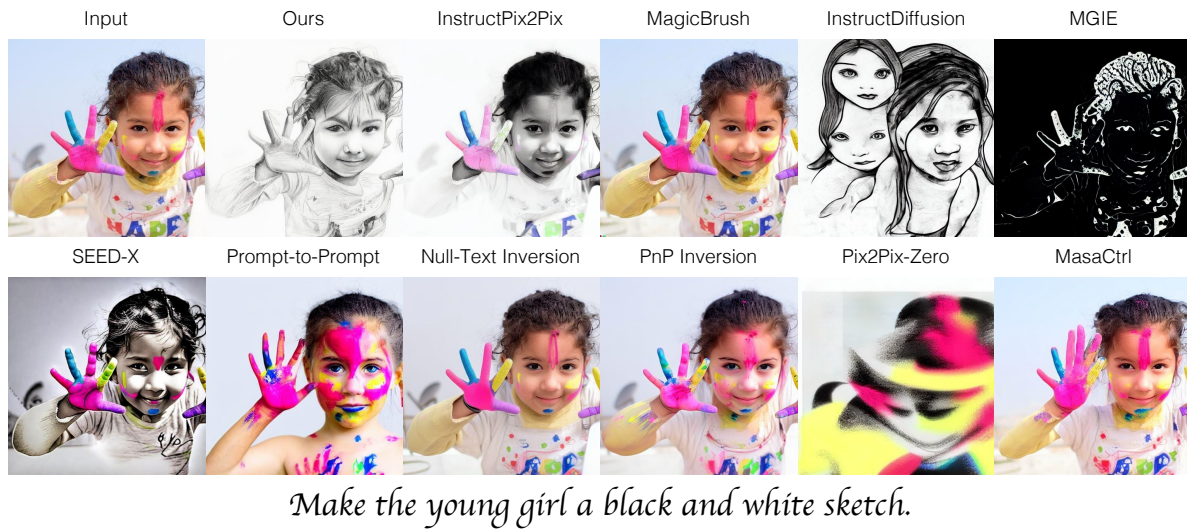 Input Ours InstructPix2Pix MagicBrush InstructDiffusion MGIE
SEED-X Prompt-to-Prompt Null-Text Inversion PnP Inversion Pix2Pix-Zero MasaCtrl
Make the young girl a black and white sketch.